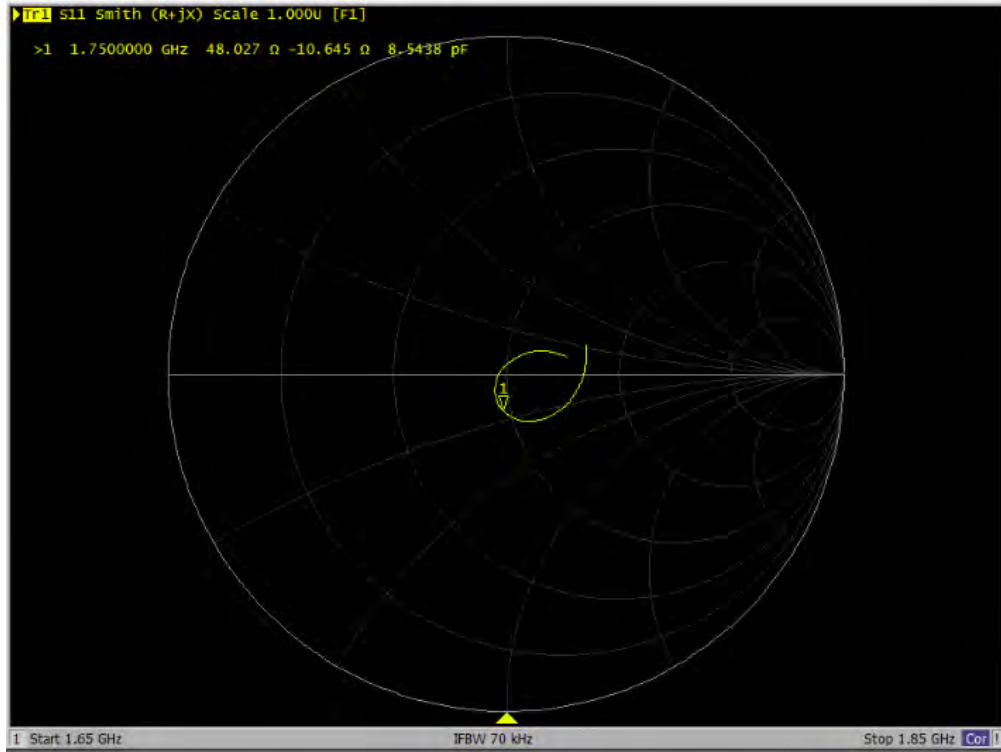 Tr1 S11 Smith (R+jX) Scale 1.000U [F1]
>1 1.7500000 GHz 48.027 Ω -10.645 Ω 8.5438 pF
1
1 Start 1.65 GHz IFBW 70 kHz Stop 1.85 GHz Cor !